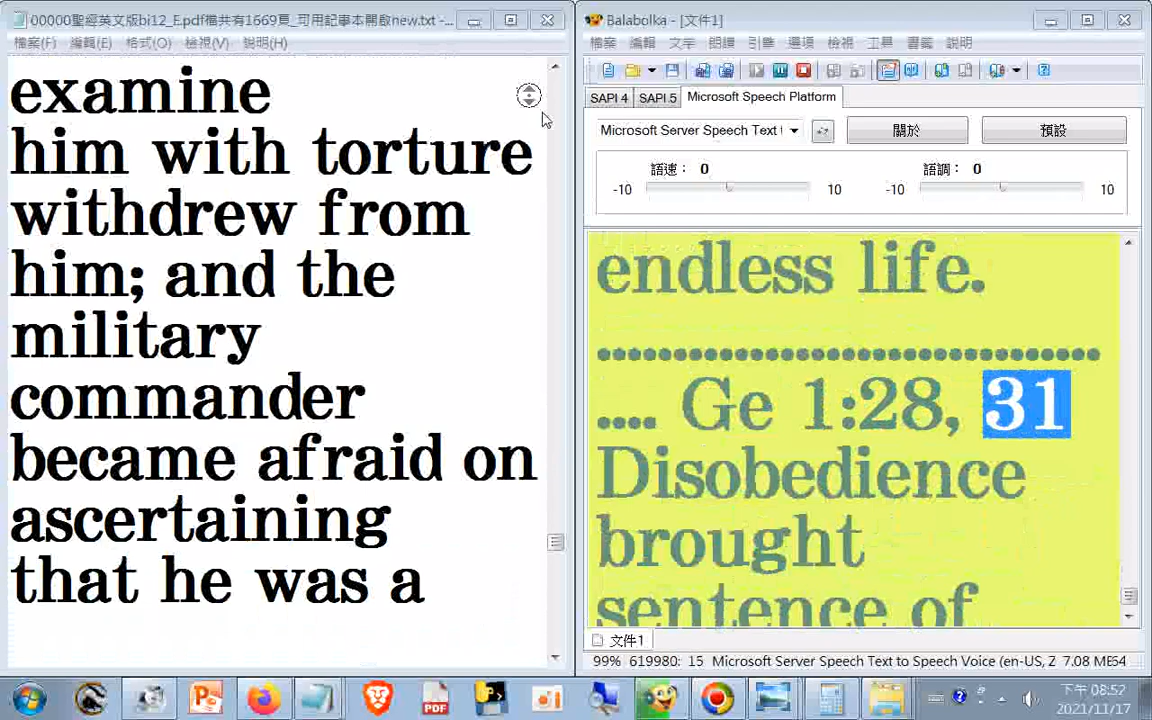 00000聖經英文版bi12_E.pdf檔共有1669頁_可用記事本開啟new.txt -...
檔案(F) 編輯(E) 格式(O) 檢視(V) 說明(H)
examine
him with torture
withdrew from
him; and the
military
commander
became afraid on
ascertaining
that he was a
Balabolka - [文件1]
檔案 編輯 文字 朗讀 引擎 選項 檢視 工具 書籤 說明
SAPI 4 SAPI 5 Microsoft Speech Platform
Microsoft Server Speech Text 關於 預設
語速： 0 語調： 0
-10 10 -10 10
endless life.
........................................
.... Ge 1:28, 31
Disobedience
brought
sentence of
文件1
99% 619980: 15 Microsoft Server Speech Text to Speech Voice (en-US, Z 7.08 ME54
PDF
下午 08:52
2021/11/17